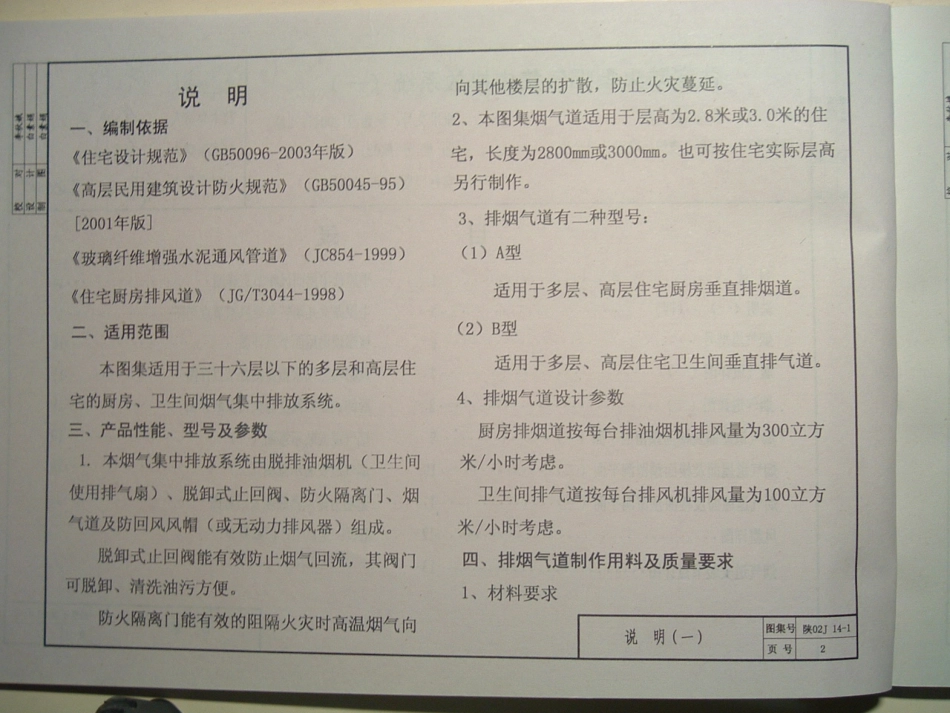 说 明
一、编制依据
《住宅设计规范》（GB50096-2003年版）
《高层民用建筑设计防火规范》（GB50045-95）
[2001年版]
《玻璃纤维增强水泥通风管道》（JC854-1999）
《住宅厨房排风道》（JG/T3044-1998）
二、适用范围
本图集适用于三十六层以下的多层和高层住
宅的厨房、卫生间烟气集中排放系统。
三、产品性能、型号及参数
1. 本烟气集中排放系统由脱排油烟机（卫生间
使用排气扇）、脱卸式止回阀、防火隔离门、烟
气道及防回风风帽（或无动力排风器）组成。
脱卸式止回阀能有效防止烟气回流，其阀门
可脱卸、清洗油污方便。
防火隔离门能有效的阻隔火灾时高温烟气向
向其他楼层的扩散，防止火灾蔓延。
2、本图集烟气道适用于层高为2.8米或3.0米的住
宅，长度为2800mm或3000mm。也可按住宅实际层高
另行制作。
3、排烟气道有二种型号：
（1）A型
适用于多层、高层住宅厨房垂直排烟道。
（2）B型
适用于多层、高层住宅卫生间垂直排气道。
4、排烟气道设计参数
厨房排烟道按每台排油烟机排风量为300立方
米/小时考虑。
卫生间排气道按每台排风机排风量为100立方
米/小时考虑。
四、排烟气道制作用料及质量要求
1、材料要求
说 明（一）
图集号 陕02J 14-1
页 号 2
校 对
设 计
制 图